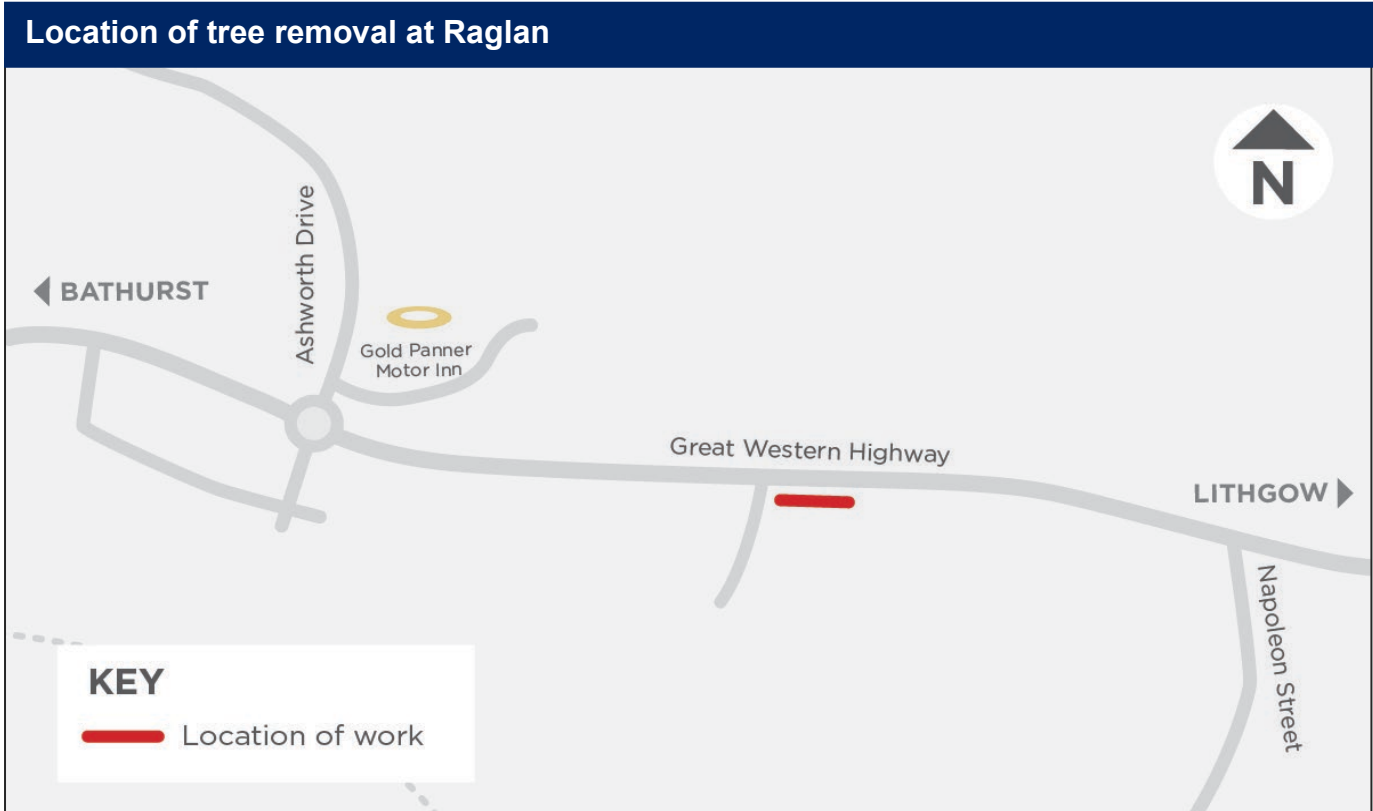 Location of tree removal at Raglan
N
Ashworth Drive
BATHURST
Gold Panner
Motor Inn
Great Western Highway
LITHGOW
Napoleon Street
KEY
Location of work